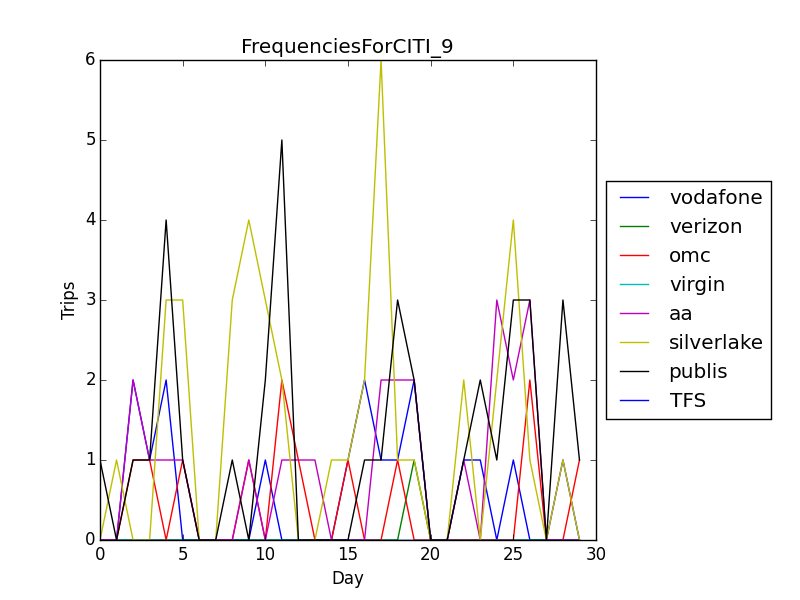 FrequenciesForCITI_9
6
5
4
3
2
1
0
Trips
0 5 10 15 20 25 30
Day
vodafone
verizon
omc
virgin
aa
silverlake
publis
TFS